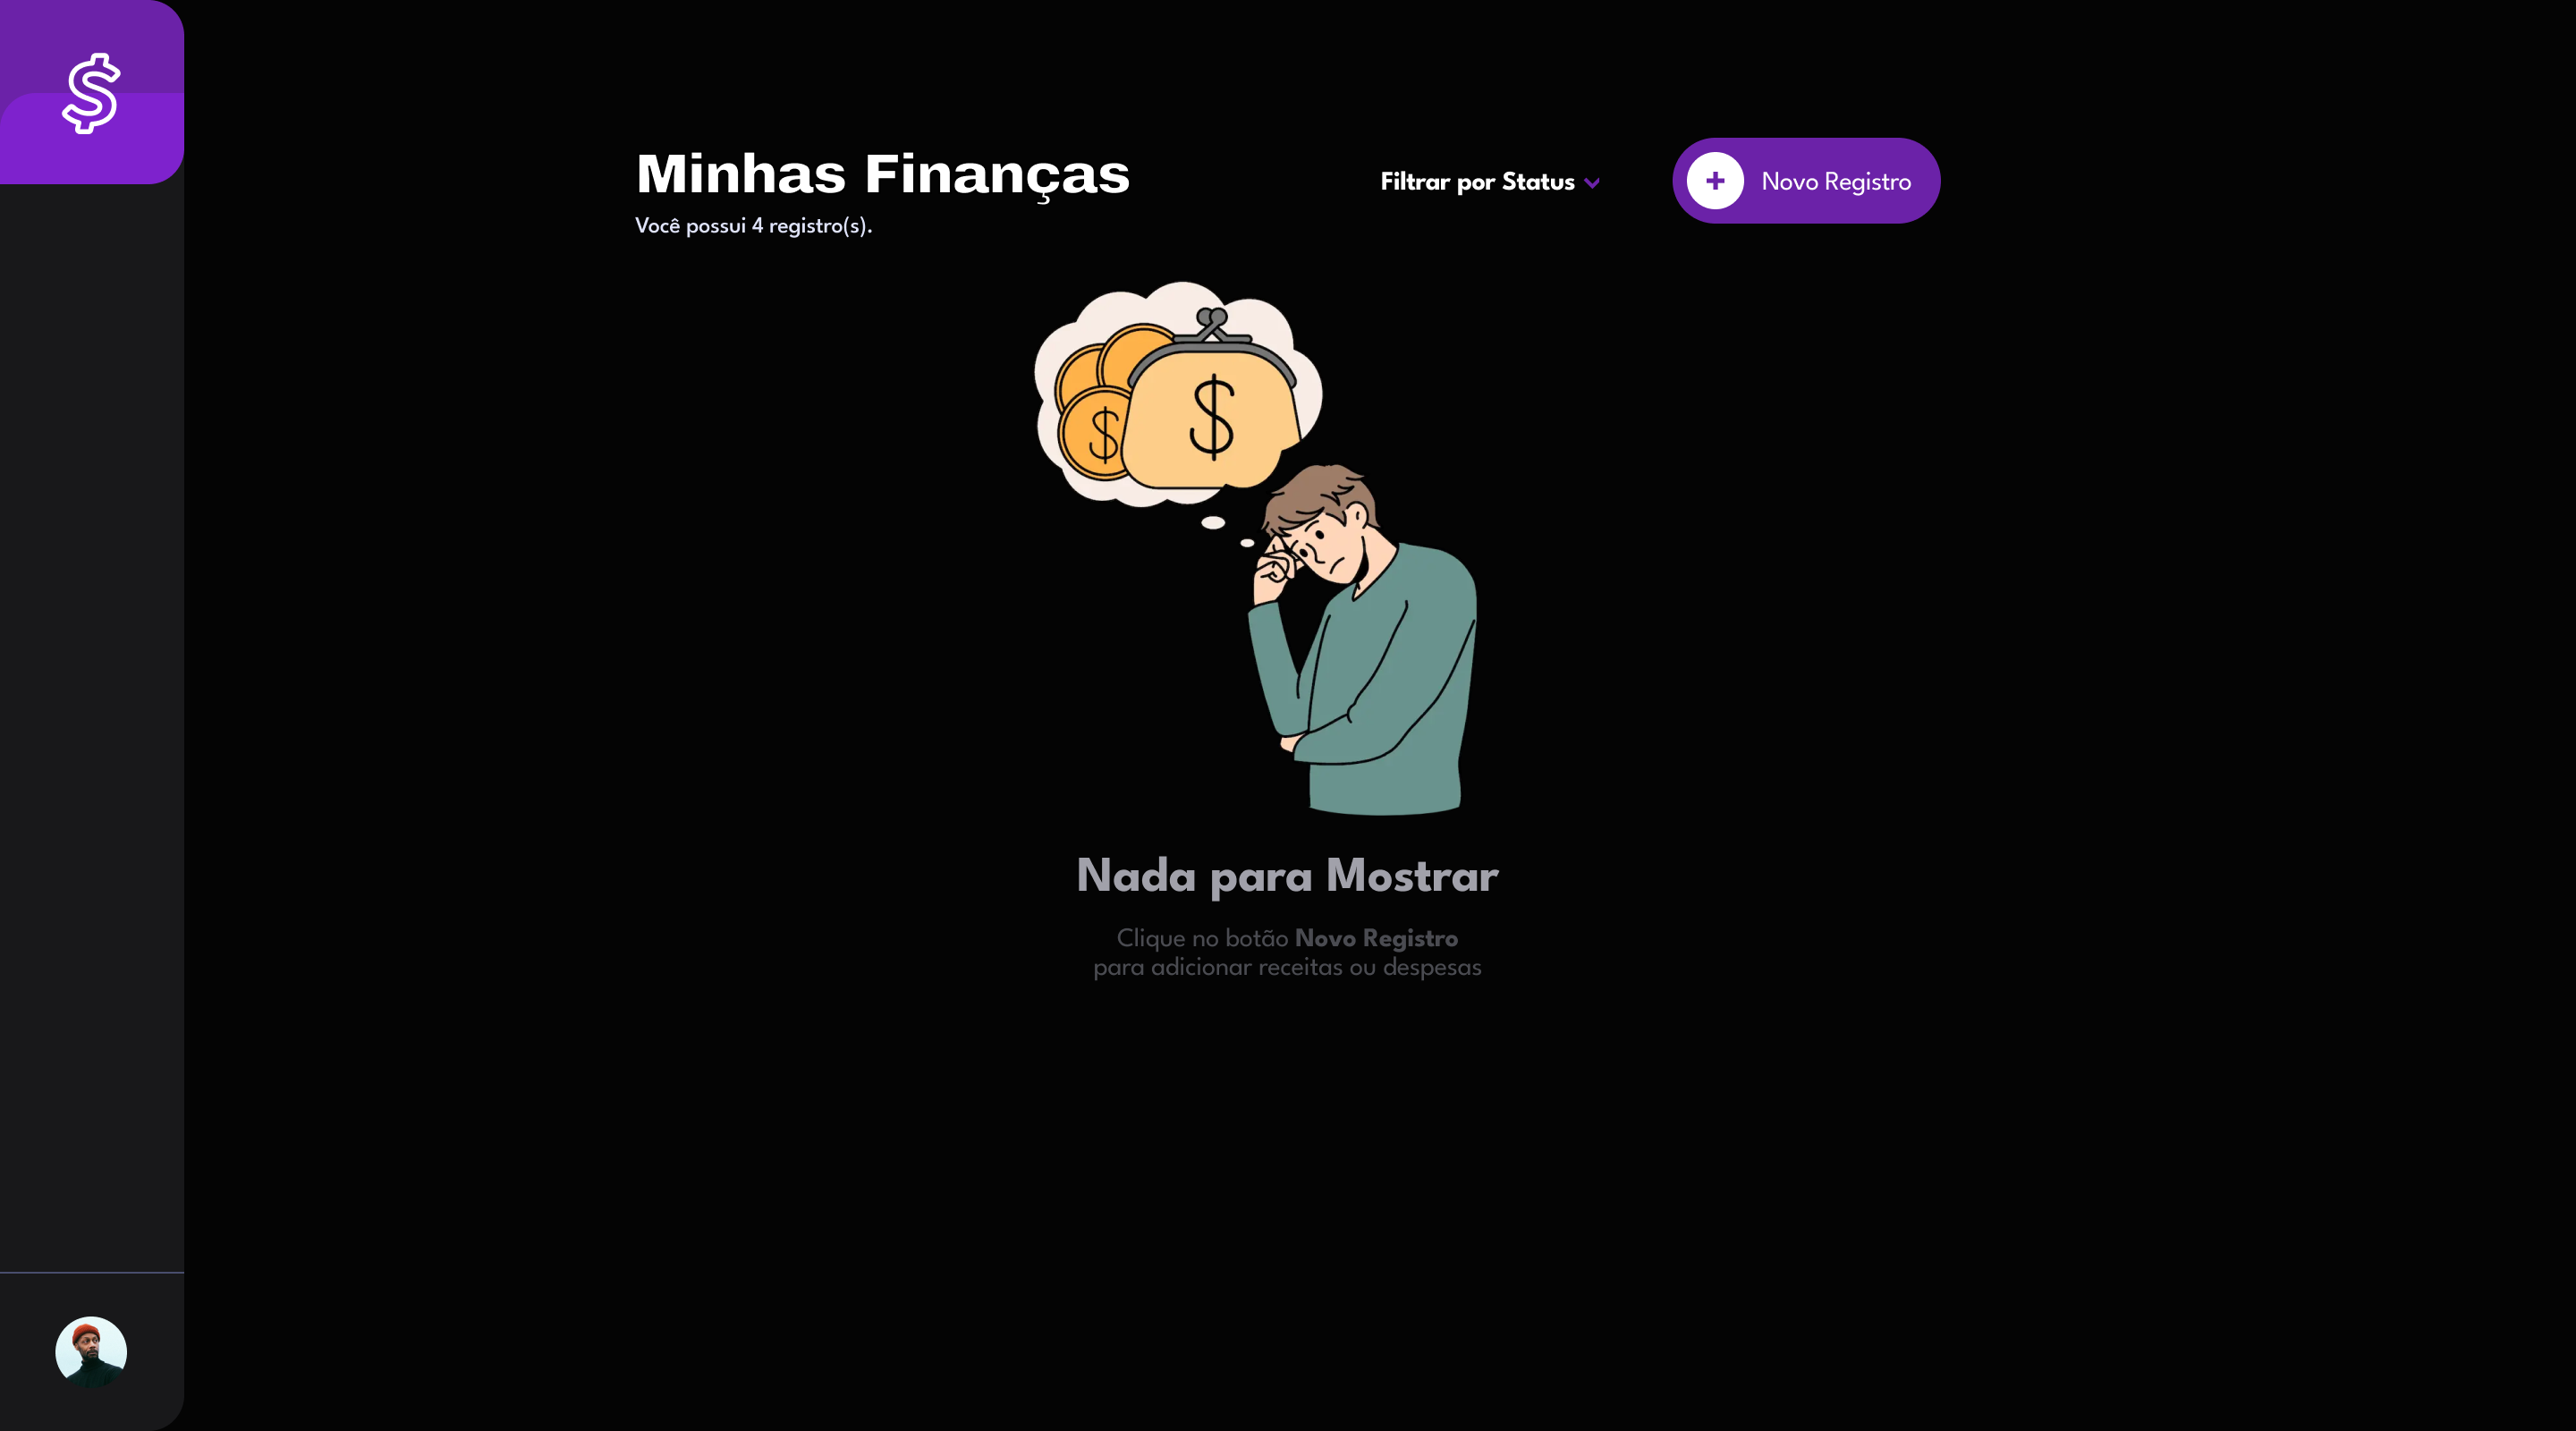 Minhas Finanças
Você possui 4 registro(s).
Filtrar por Status
Novo Registro
Nada para Mostrar
Clique no botão Novo Registro
para adicionar receitas ou despesas